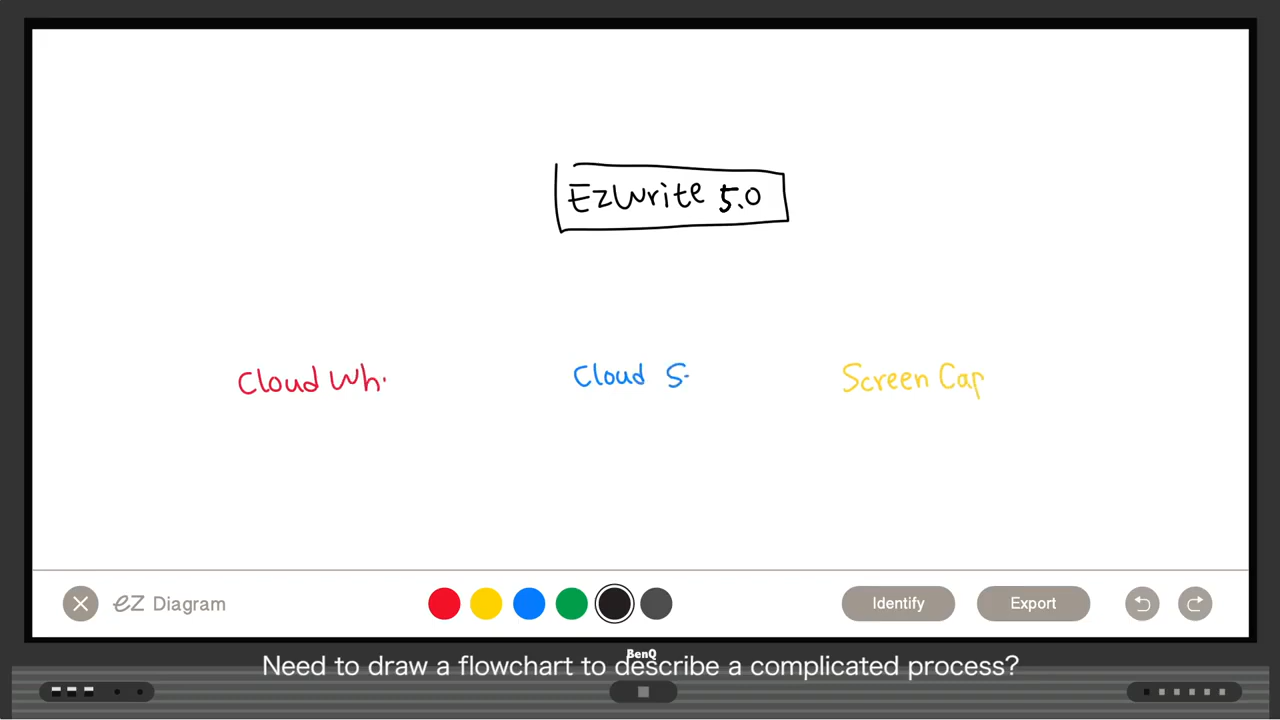 EzWrite 5.0
Cloud Wh
Cloud S
Screen Cap
ez Diagram
Identify
Export
BenQ
Need to draw a flowchart to describe a complicated process?